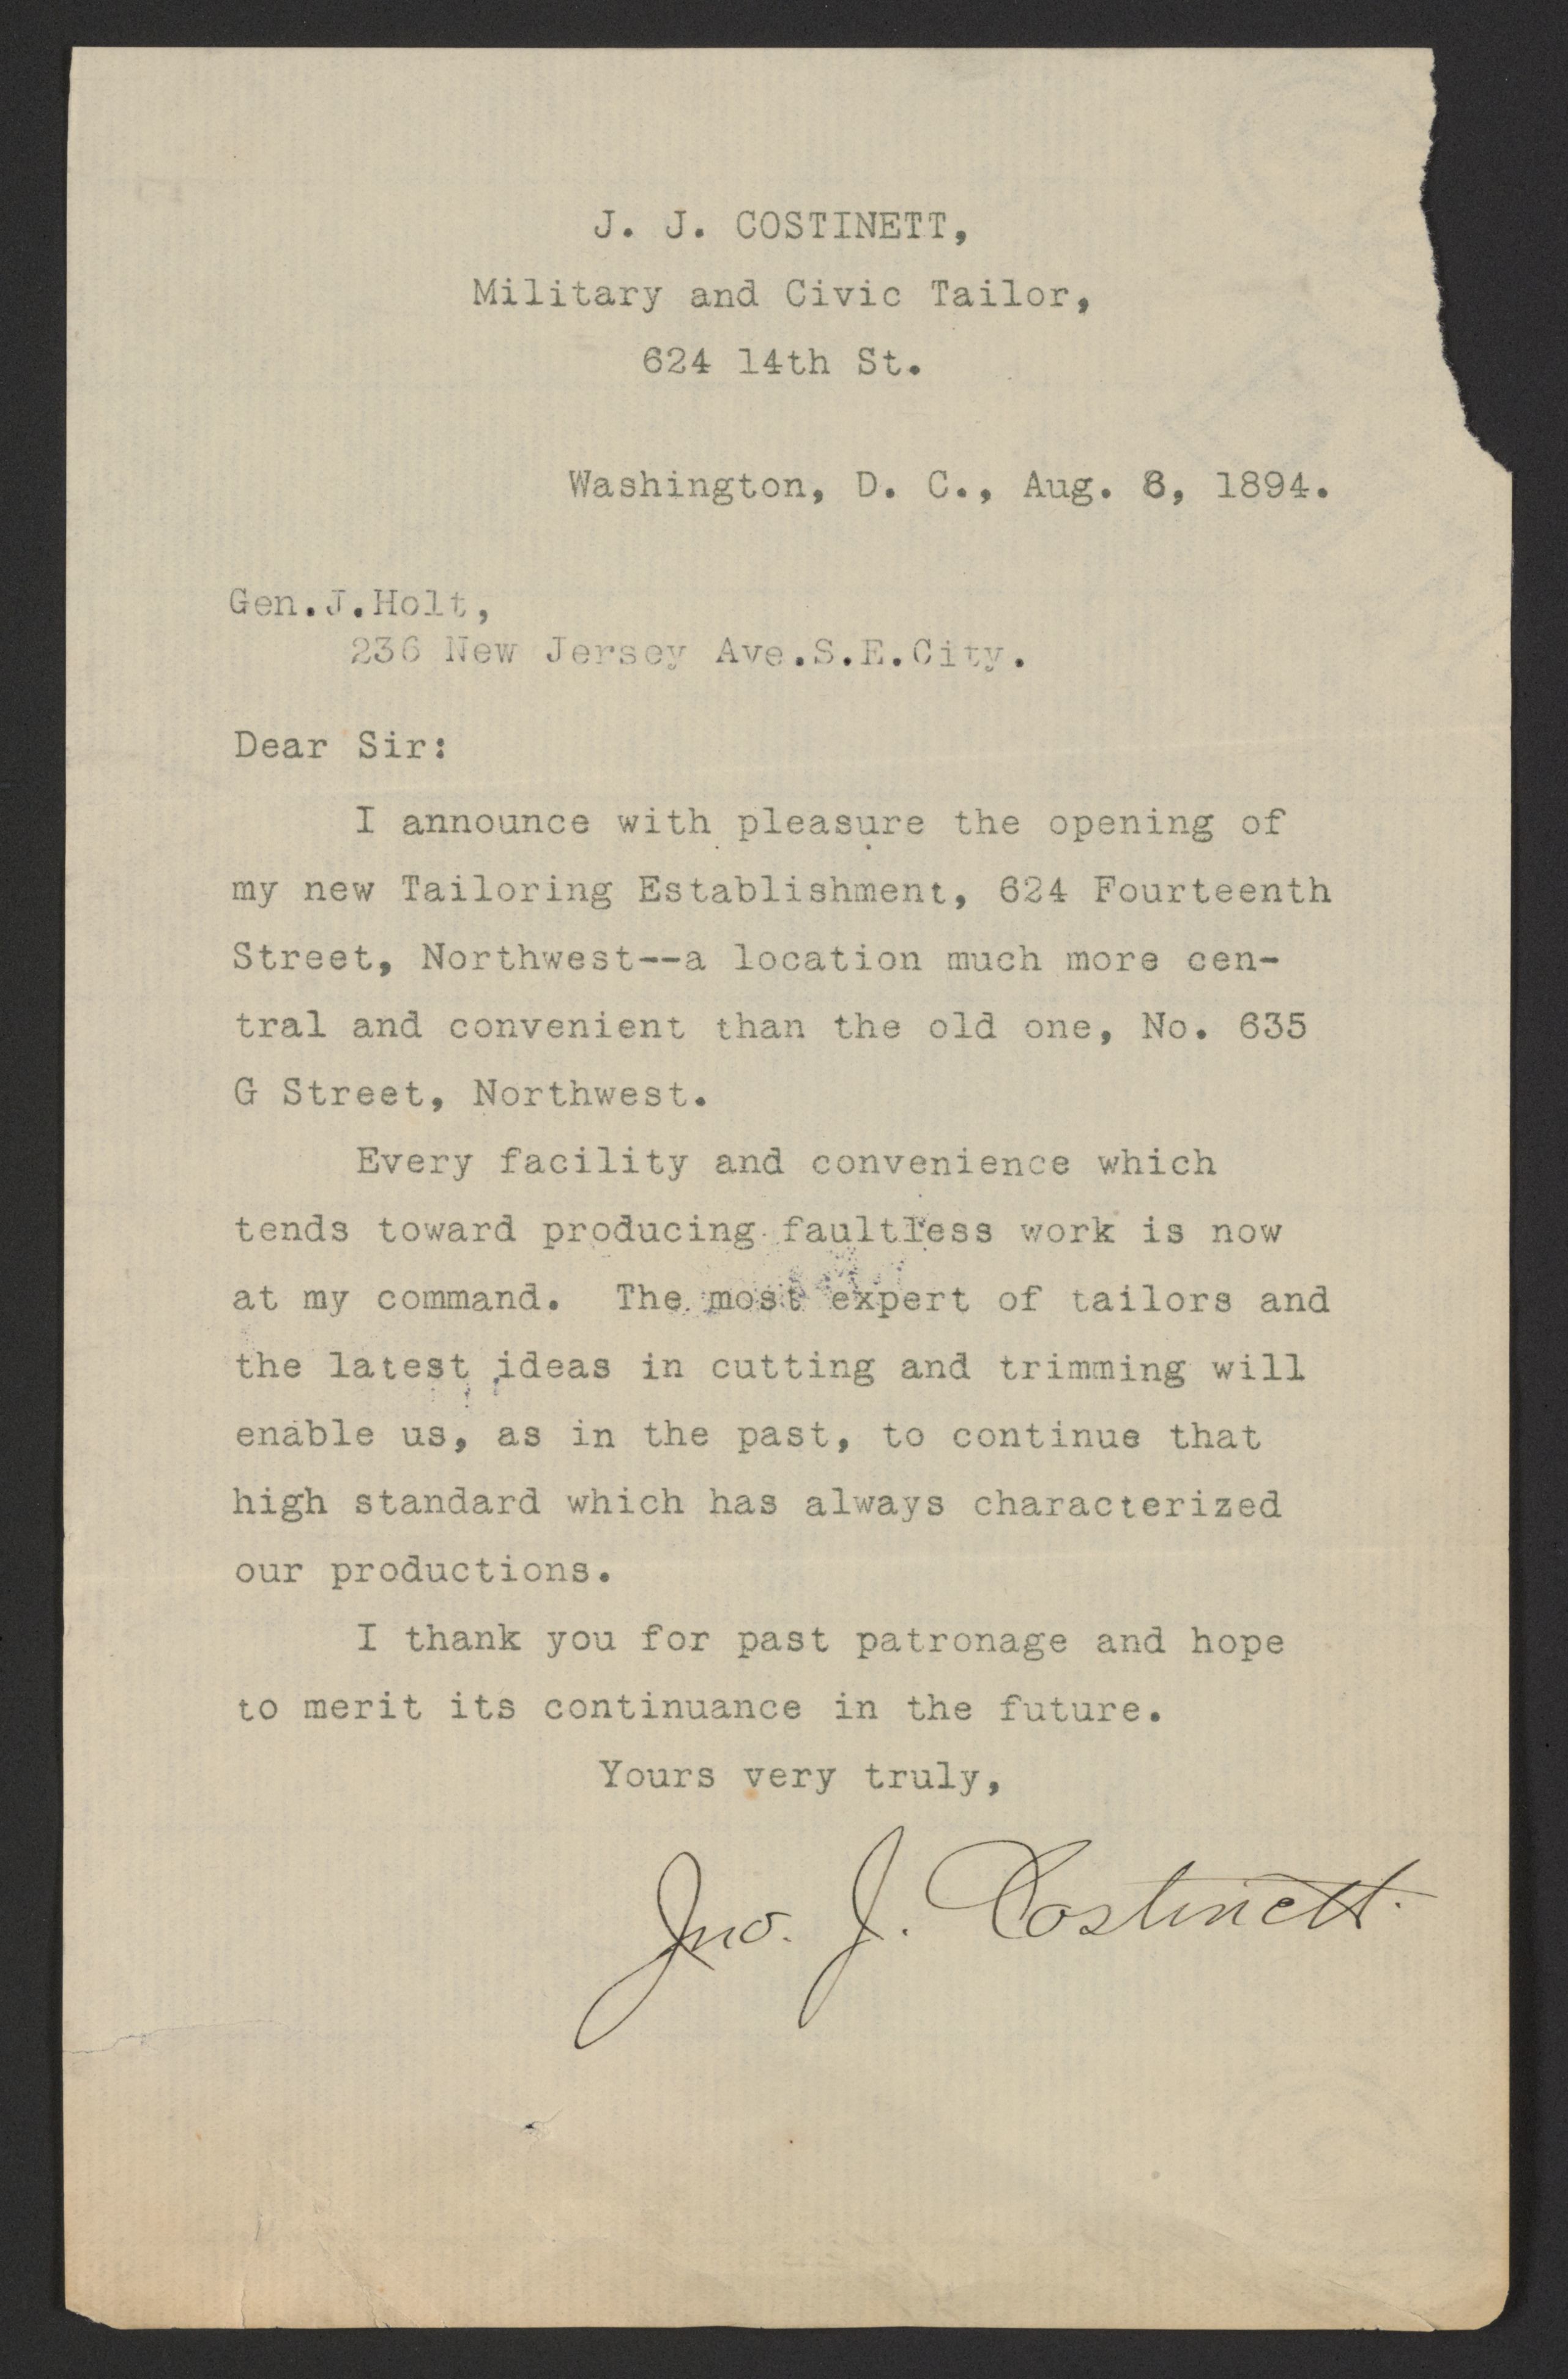 J. J. COSTINETT,
Military and Civic Tailor,
624 14th St.
Washington, D. C., Aug. 8, 1894.
Gen.J.Holt,
236 New Jersey Ave.S.E.City.
Dear Sir:
I announce with pleasure the opening of
my new Tailoring Establishment, 624 Fourteenth
Street, Northwest--a location much more cen-
tral and convenient than the old one, No. 635
G Street, Northwest.
Every facility and convenience which
tends toward producing faultless work is now
at my command. The most expert of tailors and
the latest ideas in cutting and trimming will
enable us, as in the past, to continue that
high standard which has always characterized
our productions.
I thank you for past patronage and hope
to merit its continuance in the future.
Yours very truly,
Jno. J. Costinett.